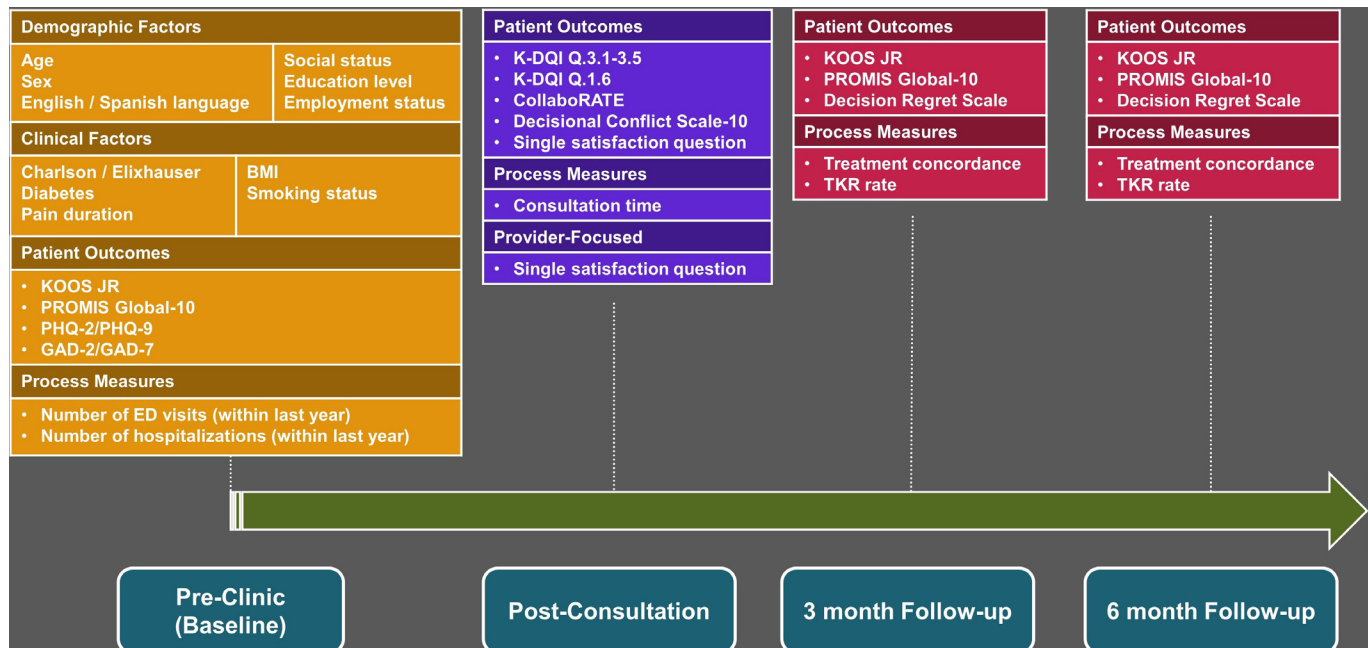 Demographic Factors
Age
Sex
English / Spanish language
Social status
Education level
Employment status
Clinical Factors
Charlson / Elixhauser
Diabetes
Pain duration
BMI
Smoking status
Patient Outcomes
• KOOS JR
• PROMIS Global-10
• PHQ-2/PHQ-9
• GAD-2/GAD-7
Process Measures
• Number of ED visits (within last year)
• Number of hospitalizations (within last year)
Patient Outcomes
• K-DQI Q.3.1-3.5
• K-DQI Q.1.6
• CollaboRATE
• Decisional Conflict Scale-10
• Single satisfaction question
Process Measures
• Consultation time
Provider-Focused
• Single satisfaction question
Patient Outcomes
• KOOS JR
• PROMIS Global-10
• Decision Regret Scale
Process Measures
• Treatment concordance
• TKR rate
Patient Outcomes
• KOOS JR
• PROMIS Global-10
• Decision Regret Scale
Process Measures
• Treatment concordance
• TKR rate
Pre-Clinic
(Baseline)
Post-Consultation
3 month Follow-up
6 month Follow-up